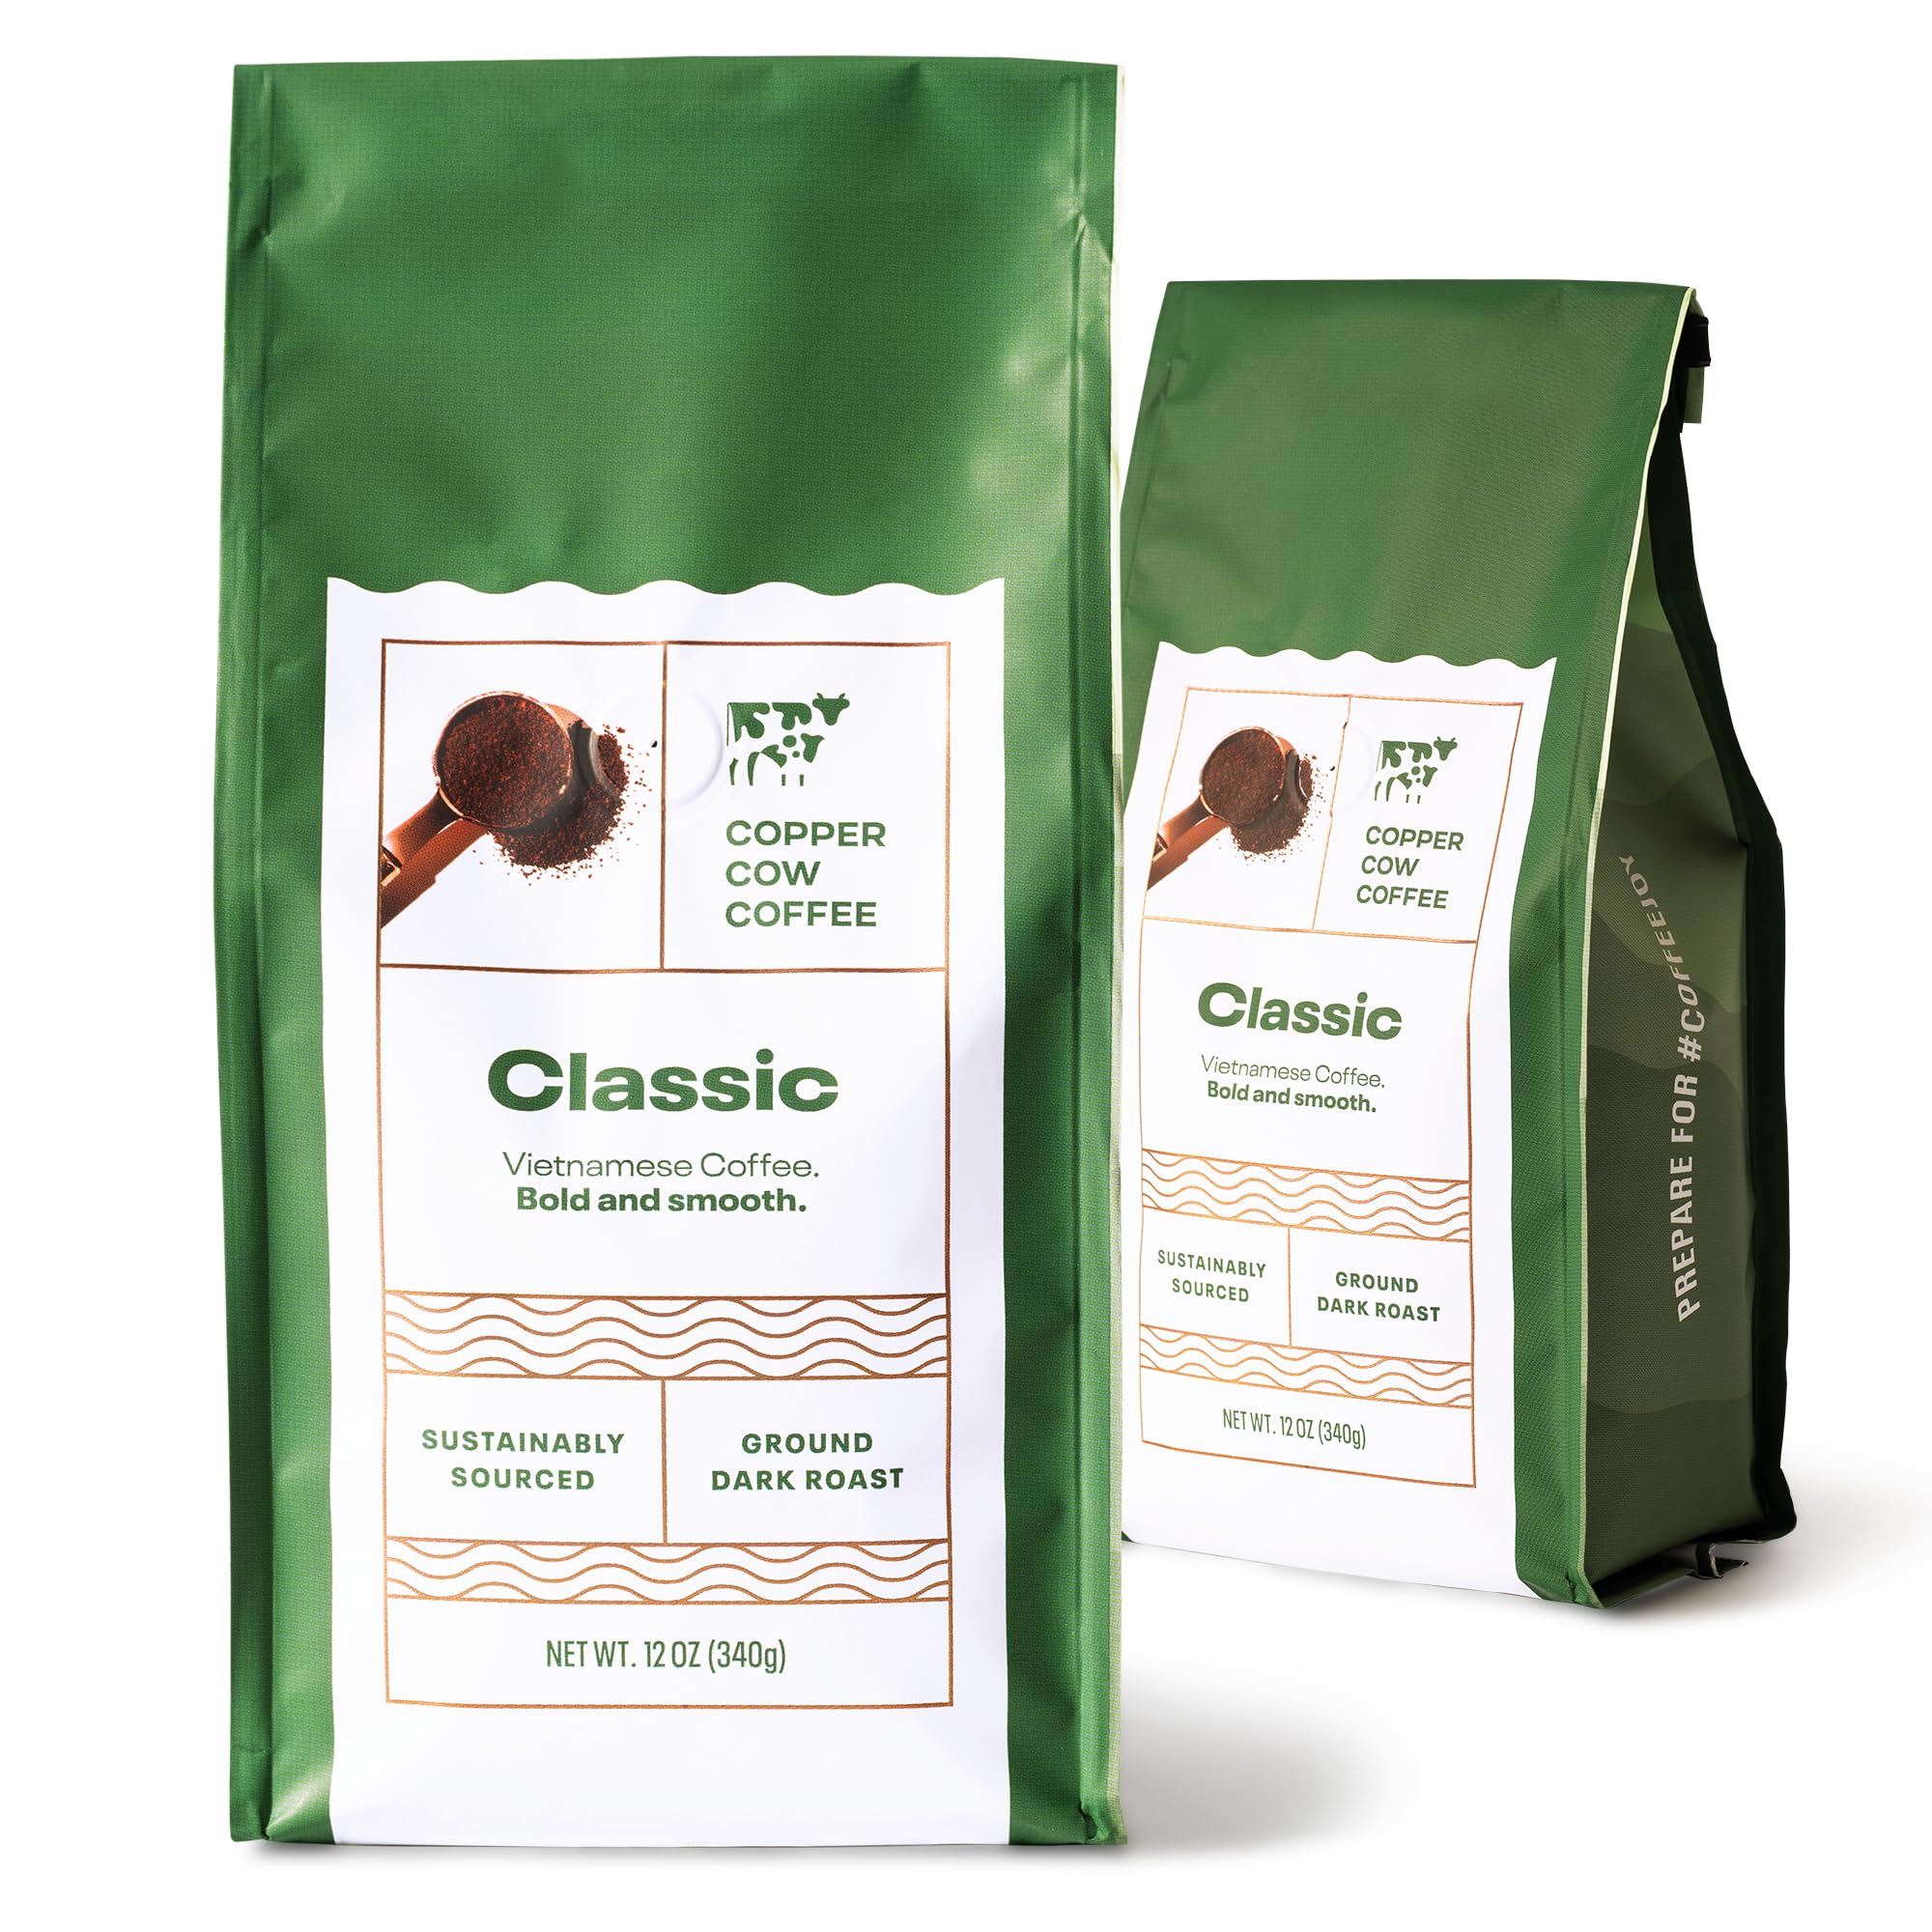 COPPER
COW
COFFEE
Classic
Vietnamese Coffee.
Bold and smooth.
SUSTAINABLY
SOURCED
GROUND
DARK ROAST
NET WT. 12 OZ (340g)
COPPER
COW
COFFEE
Classic
Vietnamese Coffee.
Bold and smooth.
SUSTAINABLY
SOURCED
GROUND
DARK ROAST
NET WT. 12 OZ (340g)
PREPARE FOR #COFFEEJOY